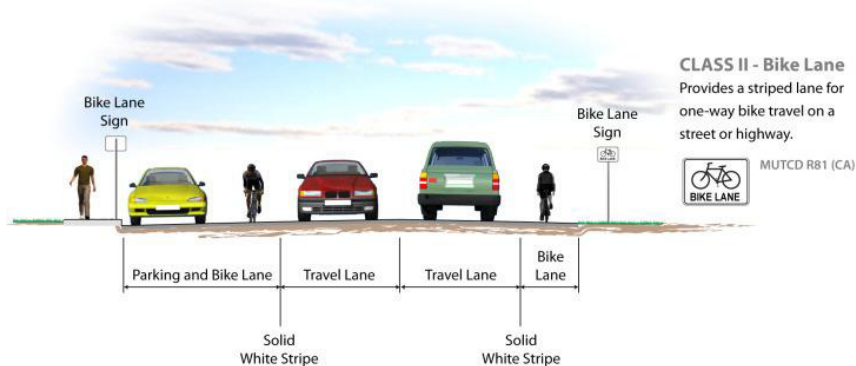 CLASS II - Bike Lane
Provides a striped lane for
one-way bike travel on a
street or highway.
MUTCD R81 (CA)
BIKE LANE
Bike Lane
Sign
Bike Lane
Sign
BIKE LANE
Parking and Bike Lane
Travel Lane
Travel Lane
Bike
Lane
Solid
White Stripe
Solid
White Stripe